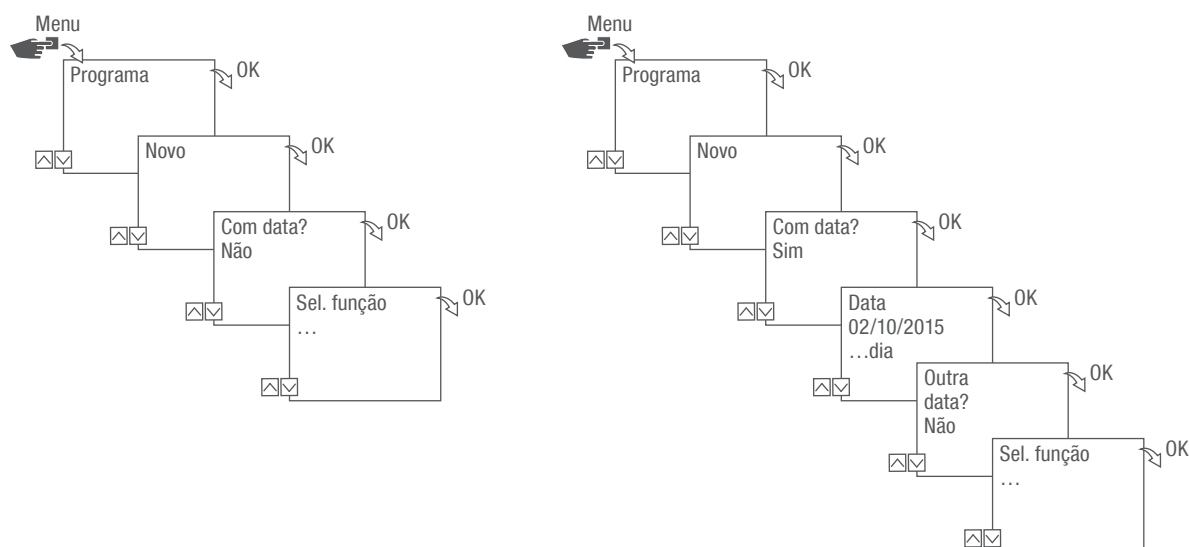 Menu
Programa
OK
Novo
OK
Com data?
Não
OK
Sel. função
...
OK
Menu
Programa
OK
Novo
OK
Com data?
Sim
OK
Data
02/10/2015
...dia
OK
Outra
data?
Não
OK
Sel. função
...
OK